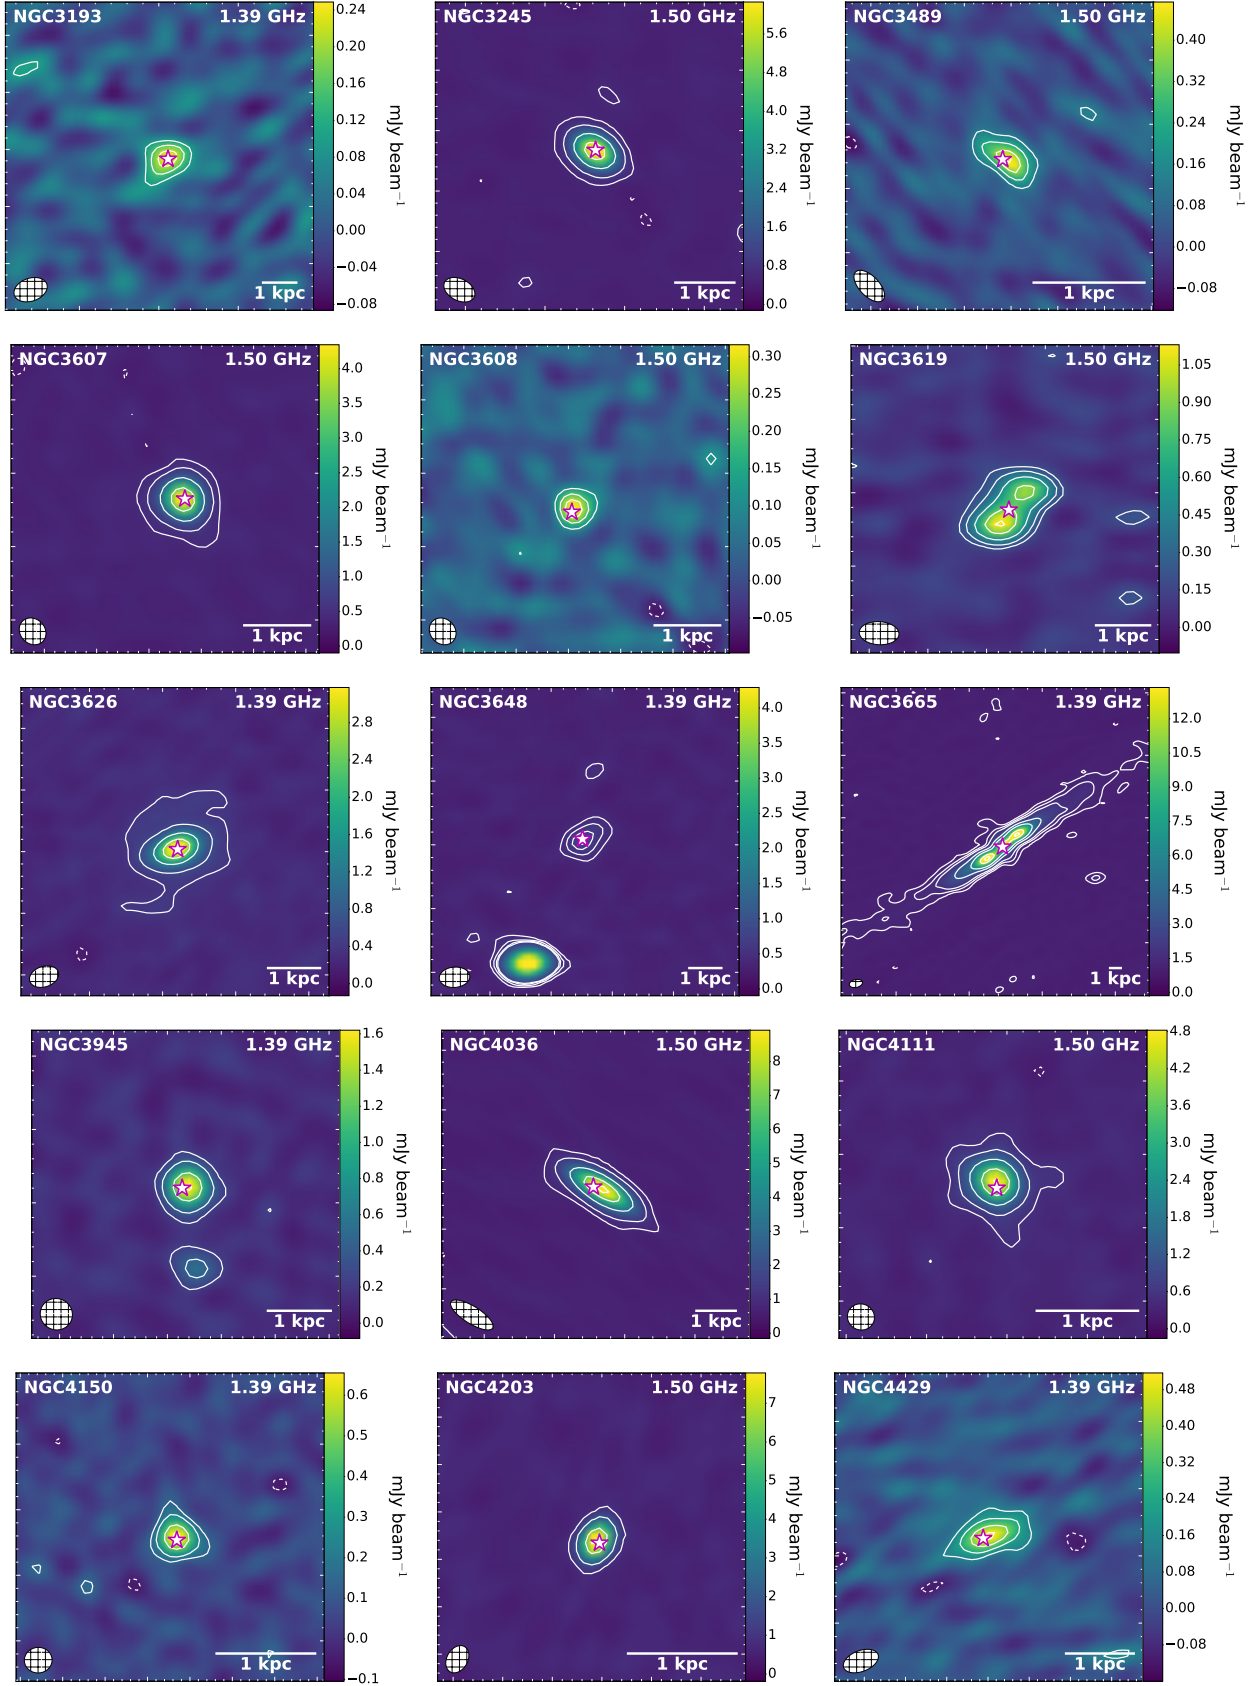 NGC3193 1.39 GHz
0.24
0.20
0.16
0.12
0.08
0.04
0.00
−0.04
−0.08
mJy beam⁻¹
1 kpc
NGC3245 1.50 GHz
5.6
4.8
4.0
3.2
2.4
1.6
0.8
0.0
mJy beam⁻¹
1 kpc
NGC3489 1.50 GHz
0.40
0.32
0.24
0.16
0.08
0.00
−0.08
mJy beam⁻¹
1 kpc
NGC3607 1.50 GHz
4.0
3.5
3.0
2.5
2.0
1.5
1.0
0.5
0.0
mJy beam⁻¹
1 kpc
NGC3608 1.50 GHz
0.30
0.25
0.20
0.15
0.10
0.05
0.00
−0.05
mJy beam⁻¹
1 kpc
NGC3619 1.50 GHz
1.05
0.90
0.75
0.60
0.45
0.30
0.15
0.00
mJy beam⁻¹
1 kpc
NGC3626 1.39 GHz
2.8
2.4
2.0
1.6
1.2
0.8
0.4
0.0
mJy beam⁻¹
1 kpc
NGC3648 1.39 GHz
4.0
3.5
3.0
2.5
2.0
1.5
1.0
0.5
0.0
mJy beam⁻¹
1 kpc
NGC3665 1.39 GHz
12.0
10.5
9.0
7.5
6.0
4.5
3.0
1.5
0.0
mJy beam⁻¹
1 kpc
NGC3945 1.39 GHz
1.6
1.4
1.2
1.0
0.8
0.6
0.4
0.2
0.0
mJy beam⁻¹
1 kpc
NGC4036 1.50 GHz
8
7
6
5
4
3
2
1
0
mJy beam⁻¹
1 kpc
NGC4111 1.50 GHz
4.8
4.2
3.6
3.0
2.4
1.8
1.2
0.6
0.0
mJy beam⁻¹
1 kpc
NGC4150 1.39 GHz
0.6
0.5
0.4
0.3
0.2
0.1
0.0
−0.1
mJy beam⁻¹
1 kpc
NGC4203 1.50 GHz
7
6
5
4
3
2
1
0
mJy beam⁻¹
1 kpc
NGC4429 1.39 GHz
0.48
0.40
0.32
0.24
0.16
0.08
0.00
−0.08
mJy beam⁻¹
1 kpc